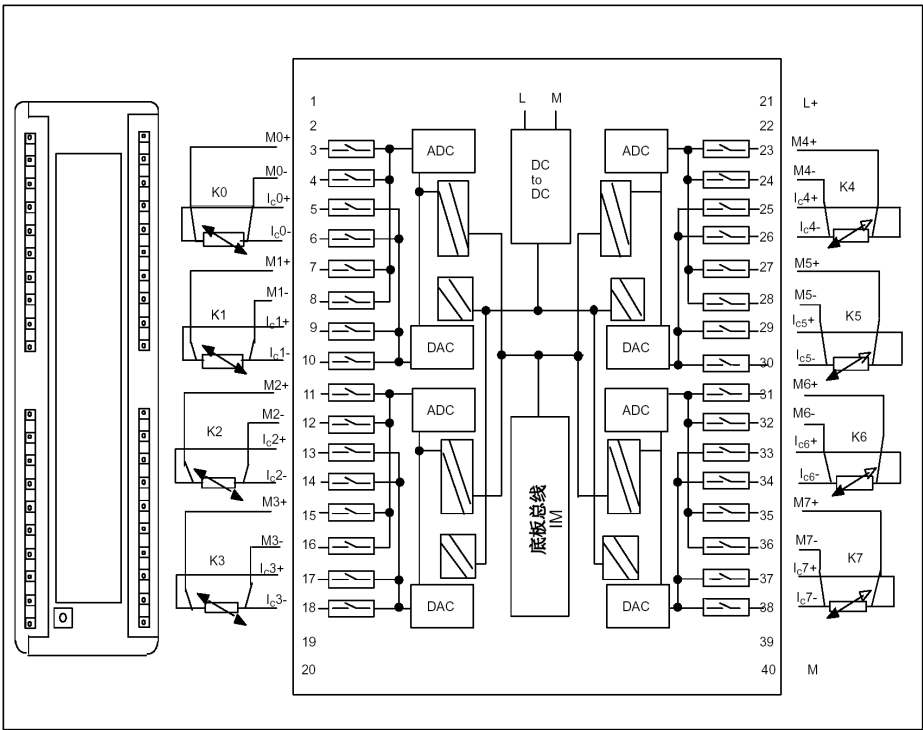 L M
1 21 L+
2 22
M0+ 3 ADC DC to DC ADC 23 M4+
M0- 4 24 M4-
K0 K4
Ic0+ 5 25 Ic4+
Ic0- 6 26 Ic4-
M1+ 7 27 M5+
M1- 8 28 M5-
K1 K5
Ic1+ 9 29 Ic5+
Ic1- 10 DAC DAC 30 Ic5-
M2+ 11 ADC ADC 31 M6+
M2- 12 32 M6-
K2 K6
Ic2+ 13 33 Ic6+
Ic2- 14 34 Ic6-
M3+ 15 底板总线 IM 35 M7+
M3- 16 36 M7-
K3 K7
Ic3+ 17 37 Ic7+
Ic3- 18 DAC DAC 38 Ic7-
19 39
20 40 M